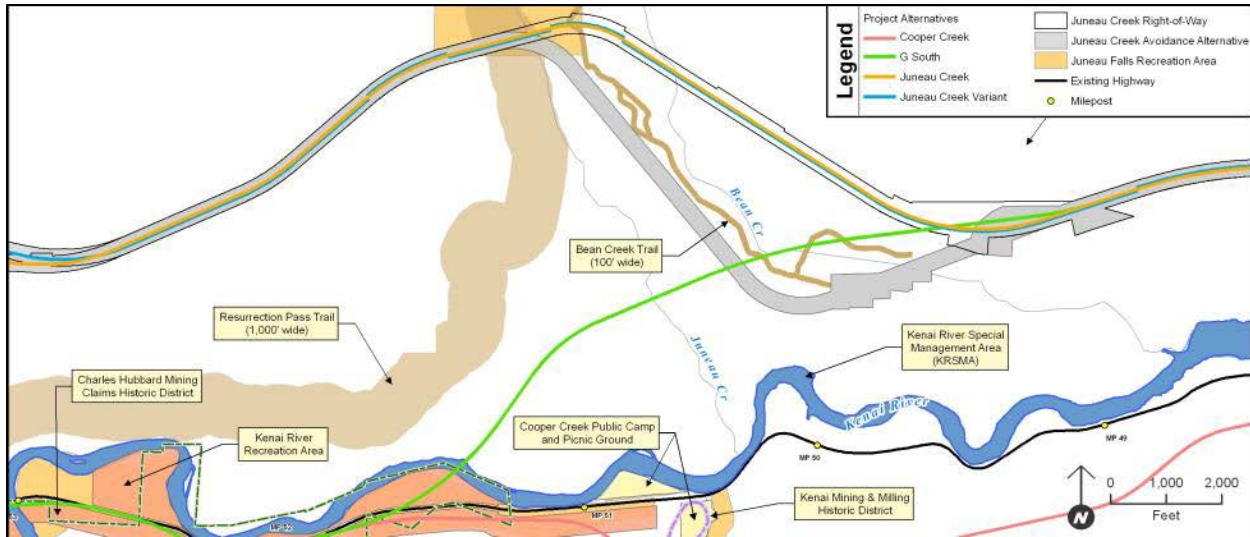 Legend
Project Alternatives
Cooper Creek
G South
Juneau Creek
Juneau Creek Variant
Juneau Creek Right-of-Way
Juneau Creek Avoidance Alternative
Juneau Falls Recreation Area
Existing Highway
Milepost
Bean Cr
Bean Creek Trail
(100' wide)
Resurrection Pass Trail
(1,000' wide)
Juneau Cr
Kenai River Special
Management Area
(KRSMA)
Charles Hubbard Mining
Claims Historic District
Kenai River
Recreation Area
Cooper Creek Public Camp
and Picnic Ground
Kenai River
MP 49
MP 50
Kenai Mining & Milling
Historic District
MP 51
MP 52
N
0 1,000 2,000
Feet